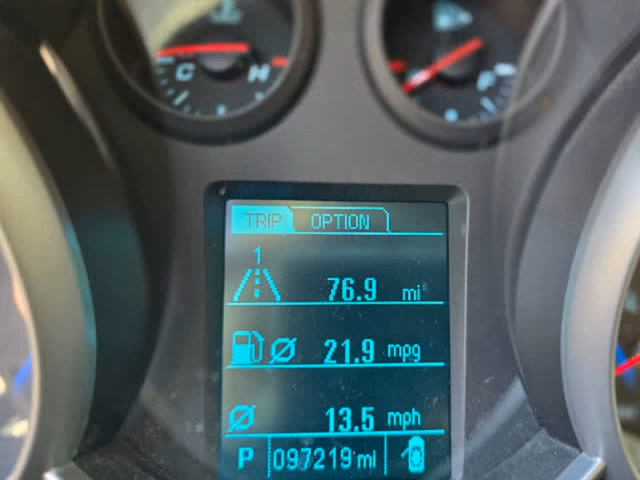 C H F
TRIP OPTION
1
76.9 mi
21.9 mpg
13.5 mph
P 097219 mi